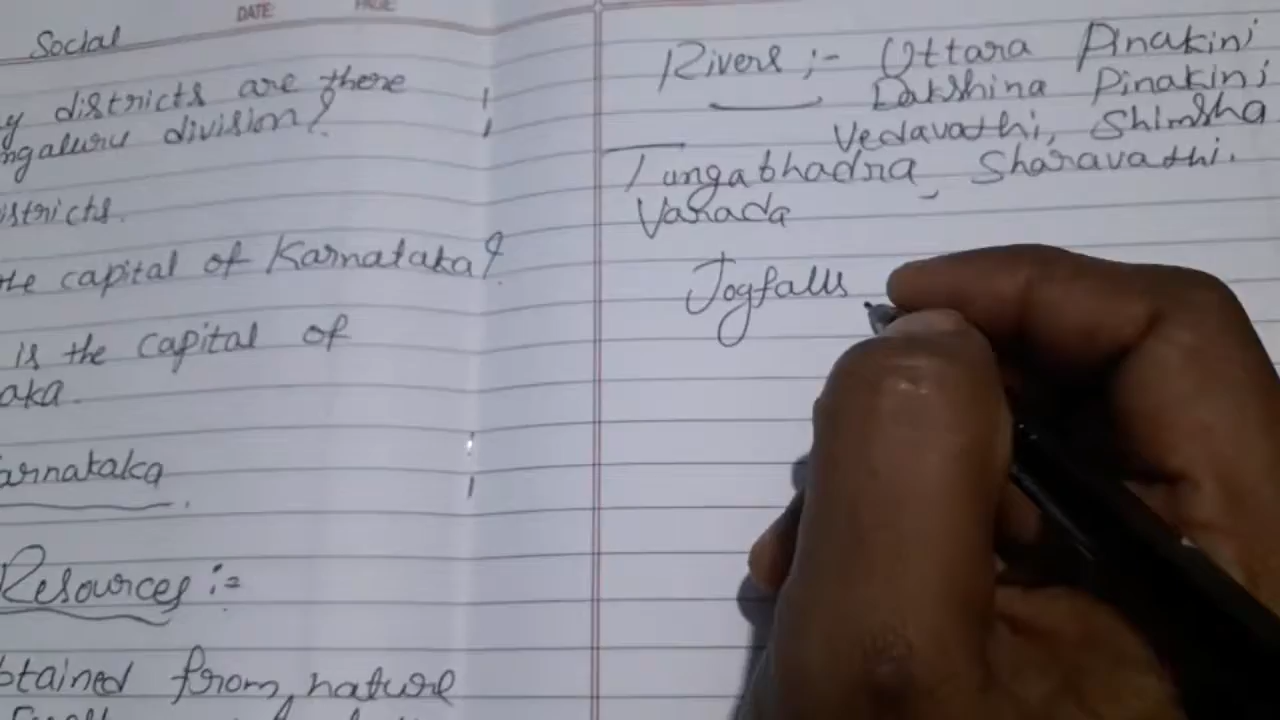 DATE:
PAGE:
Social
y districts are there
ngaluru division?
istricts.
the capital of Karnataka?
is the capital of
aka.
arnataka
Resources :-
btained from nature
Rivers :- Uttara Pinakini
Dakshina Pinakini
Vedavathi, Shimsha
Tungabhadra, Sharavathi.
Varada
Jogfalls